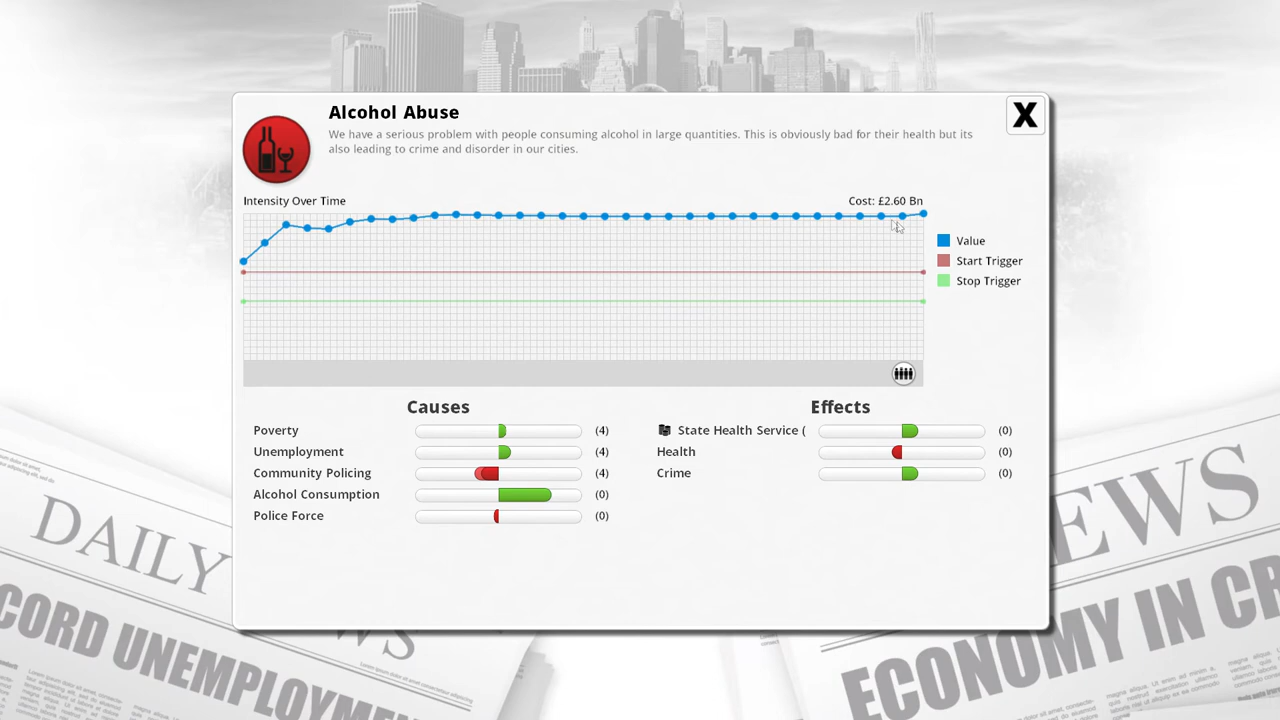 Alcohol Abuse
X
We have a serious problem with people consuming alcohol in large quantities. This is obviously bad for their health but its
also leading to crime and disorder in our cities.
Intensity Over Time
Cost: £2.60 Bn
Value
Start Trigger
Stop Trigger
Causes
Effects
Poverty (4)
State Health Service ( (0)
Unemployment (4)
Health (0)
Community Policing (4)
Crime (0)
Alcohol Consumption (0)
Police Force (0)
DAILY
NEWS
EWS
CORD UNEMPLOYME
ECONOMY IN CR